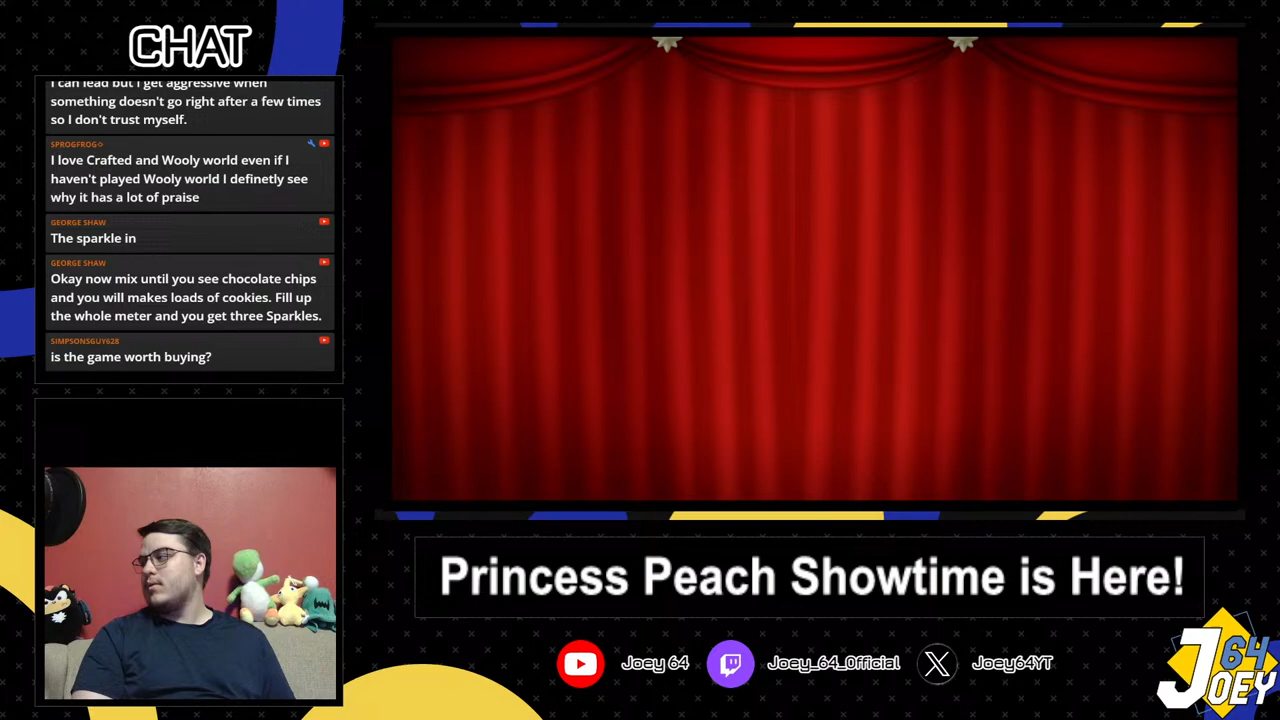 CHAT
I can lead but I get aggressive when
something doesn't go right after a few times
so I don't trust myself.
SPROGFROG
I love Crafted and Wooly world even if I
haven't played Wooly world I definetly see
why it has a lot of praise
GEORGE SHAW
The sparkle in
GEORGE SHAW
Okay now mix until you see chocolate chips
and you will makes loads of cookies. Fill up
the whole meter and you get three Sparkles.
SIMPSONSGUY628
is the game worth buying?
Princess Peach Showtime is Here!
Joey 64
Joey_64_Official
Joey64YT
64
JOEY